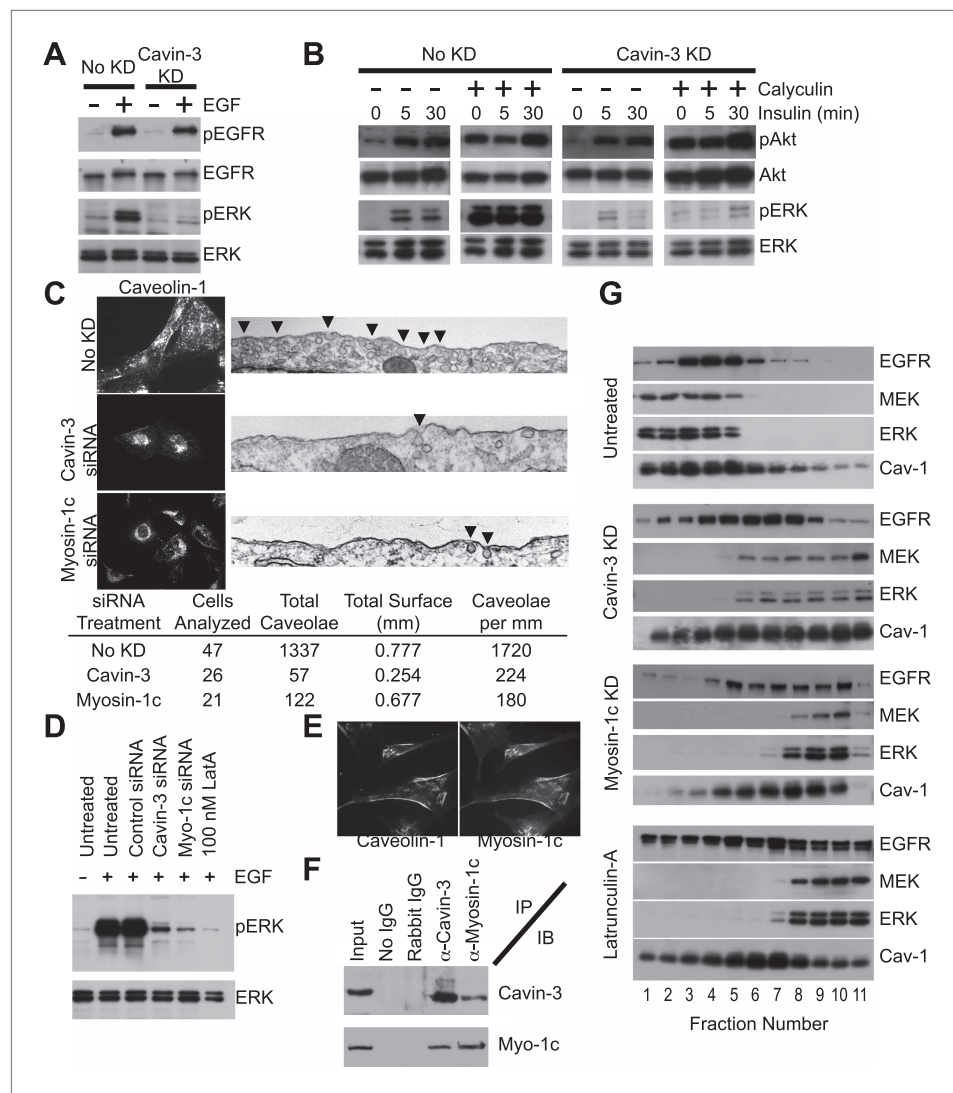 A
No KD
Cavin-3 KD
- + - + EGF
pEGFR
EGFR
pERK
ERK
B
No KD
Cavin-3 KD
- - - + + + - - - + + + Calyculin
0 5 30 0 5 30 0 5 30 0 5 30 Insulin (min)
pAkt
Akt
pERK
ERK
C
Caveolin-1
No KD
Cavin-3 siRNA
Myosin-1c siRNA
siRNA Cells Total Total Surface Caveolae
Treatment Analyzed Caveolae (mm) per mm
No KD 47 1337 0.777 1720
Cavin-3 26 57 0.254 224
Myosin-1c 21 122 0.677 180
D
Untreated
Untreated
Control siRNA
Cavin-3 siRNA
Myo-1c siRNA
100 nM LatA
- + + + + + EGF
pERK
ERK
E
Caveolin-1 Myosin-1c
F
Input
No IgG
Rabbit IgG
α-Cavin-3
α-Myosin-1c
IP
IB
Cavin-3
Myo-1c
G
Untreated
EGFR
MEK
ERK
Cav-1
Cavin-3 KD
EGFR
MEK
ERK
Cav-1
Myosin-1c KD
EGFR
MEK
ERK
Cav-1
Latrunculin-A
EGFR
MEK
ERK
Cav-1
1 2 3 4 5 6 7 8 9 10 11
Fraction Number